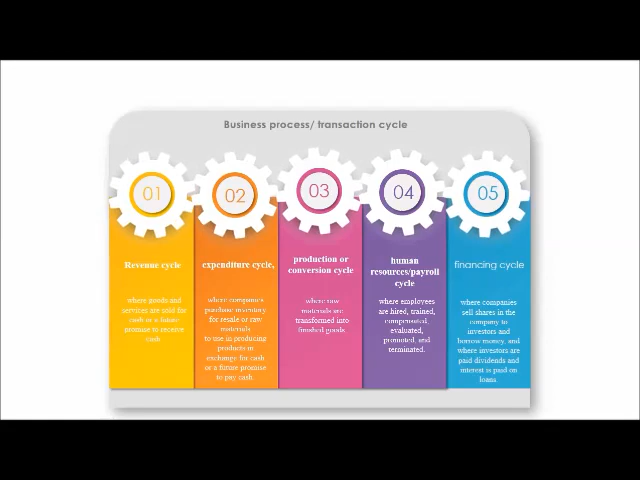 Business process/ transaction cycle
01
02
03
04
05
Revenue cycle
where goods and
services are sold for
cash or a future
promise to receive
cash
expenditure cycle,
where company's
purchase inventory
for resale or raw
materials
to use in producing
products in
exchange for cash
or a future promise
to pay cash.
production or
conversion cycle
where raw
materials are
transformed into
finished goods.
human
resources/payroll
cycle
where employees
are hired, trained,
compensated,
evaluated,
promoted, and
terminated.
financing cycle
where companies
sell shares in the
company to
investors and
borrow money, and
where investors are
paid dividends and
interest is paid on
loans.